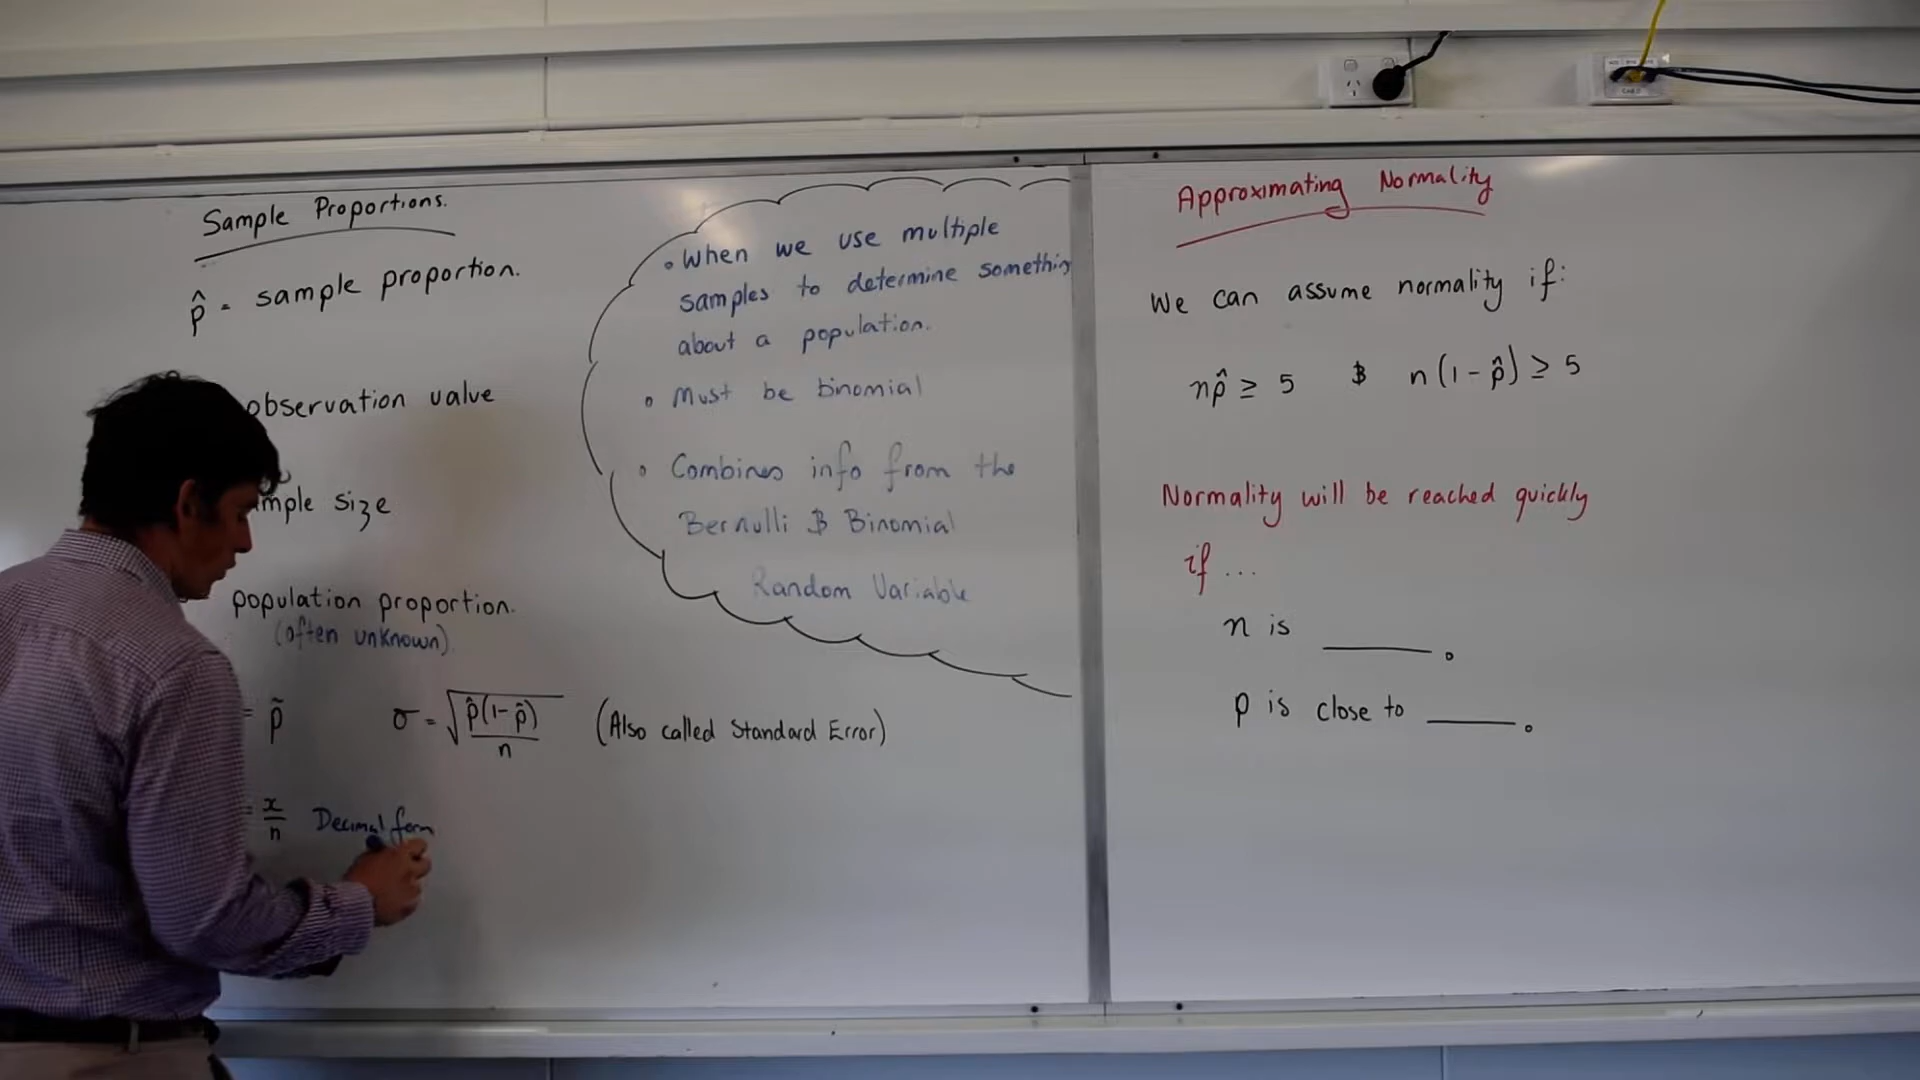 Sample Proportions.
p̂ = sample proportion.
observation value
mple size
population proportion.
(often unknown)
= p̂
σ = √(p̂(1-p̂)/n) (Also called Standard Error)
= x/n Decimal form
• When we use multiple
samples to determine somethin
about a population.
• Must be binomial
• Combines info from the
Bernulli & Binomial
Random Variable
Approximating Normality
We can assume normality if:
np̂ ≥ 5 & n(1-p̂) ≥ 5
Normality will be reached quickly
if ...
n is ______.
p is close to ______.